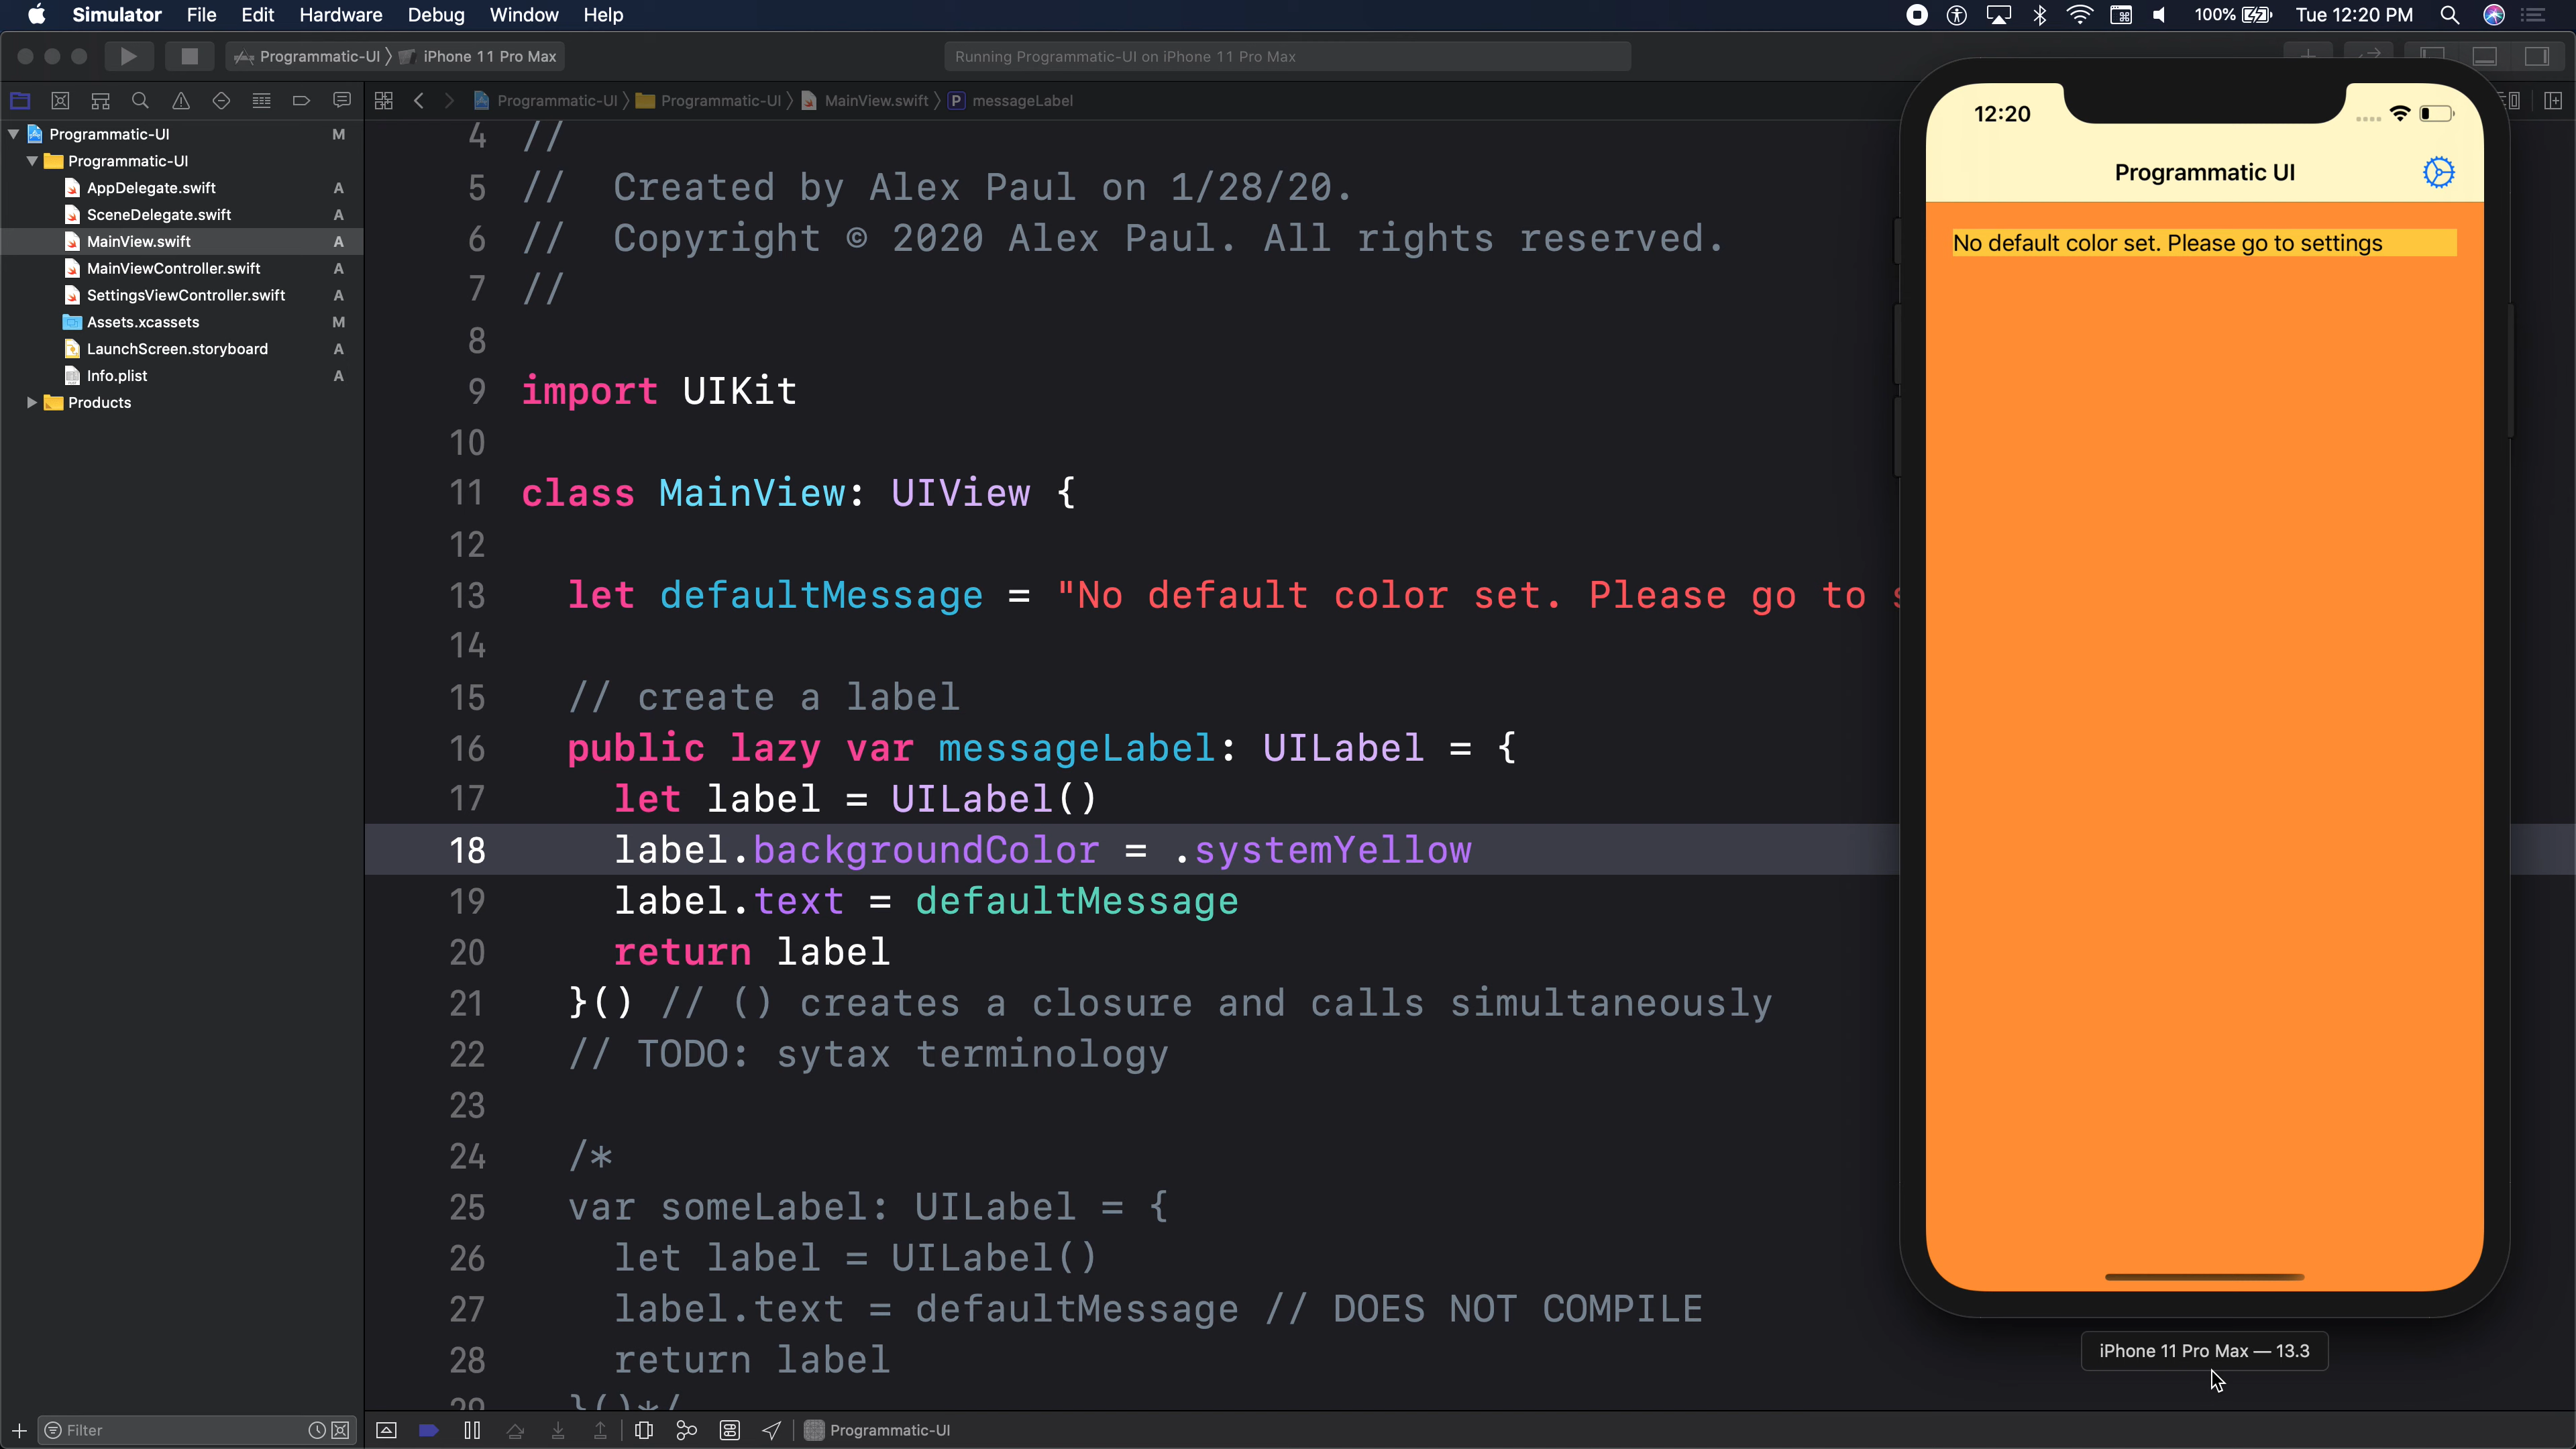 Simulator File Edit Hardware Debug Window Help
100% Tue 12:20 PM
Programmatic-UI 〉 iPhone 11 Pro Max
Running Programmatic-UI on iPhone 11 Pro Max
Programmatic-UI 〉 Programmatic-UI 〉 MainView.swift 〉 P messageLabel
Programmatic-UI M
Programmatic-UI
AppDelegate.swift A
SceneDelegate.swift A
MainView.swift A
MainViewController.swift A
SettingsViewController.swift A
Assets.xcassets M
LaunchScreen.storyboard A
Info.plist A
Products
4 //
5 // Created by Alex Paul on 1/28/20.
6 // Copyright © 2020 Alex Paul. All rights reserved.
7 //
8
9 import UIKit
10
11 class MainView: UIView {
12
13 let defaultMessage = "No default color set. Please go to
14
15 // create a label
16 public lazy var messageLabel: UILabel = {
17 let label = UILabel()
18 label.backgroundColor = .systemYellow
19 label.text = defaultMessage
20 return label
21 }() // () creates a closure and calls simultaneously
22 // TODO: sytax terminology
23
24 /*
25 var someLabel: UILabel = {
26 let label = UILabel()
27 label.text = defaultMessage // DOES NOT COMPILE
28 return label
29 }()*/
12:20
Programmatic UI
No default color set. Please go to settings
iPhone 11 Pro Max — 13.3
Filter
Programmatic-UI